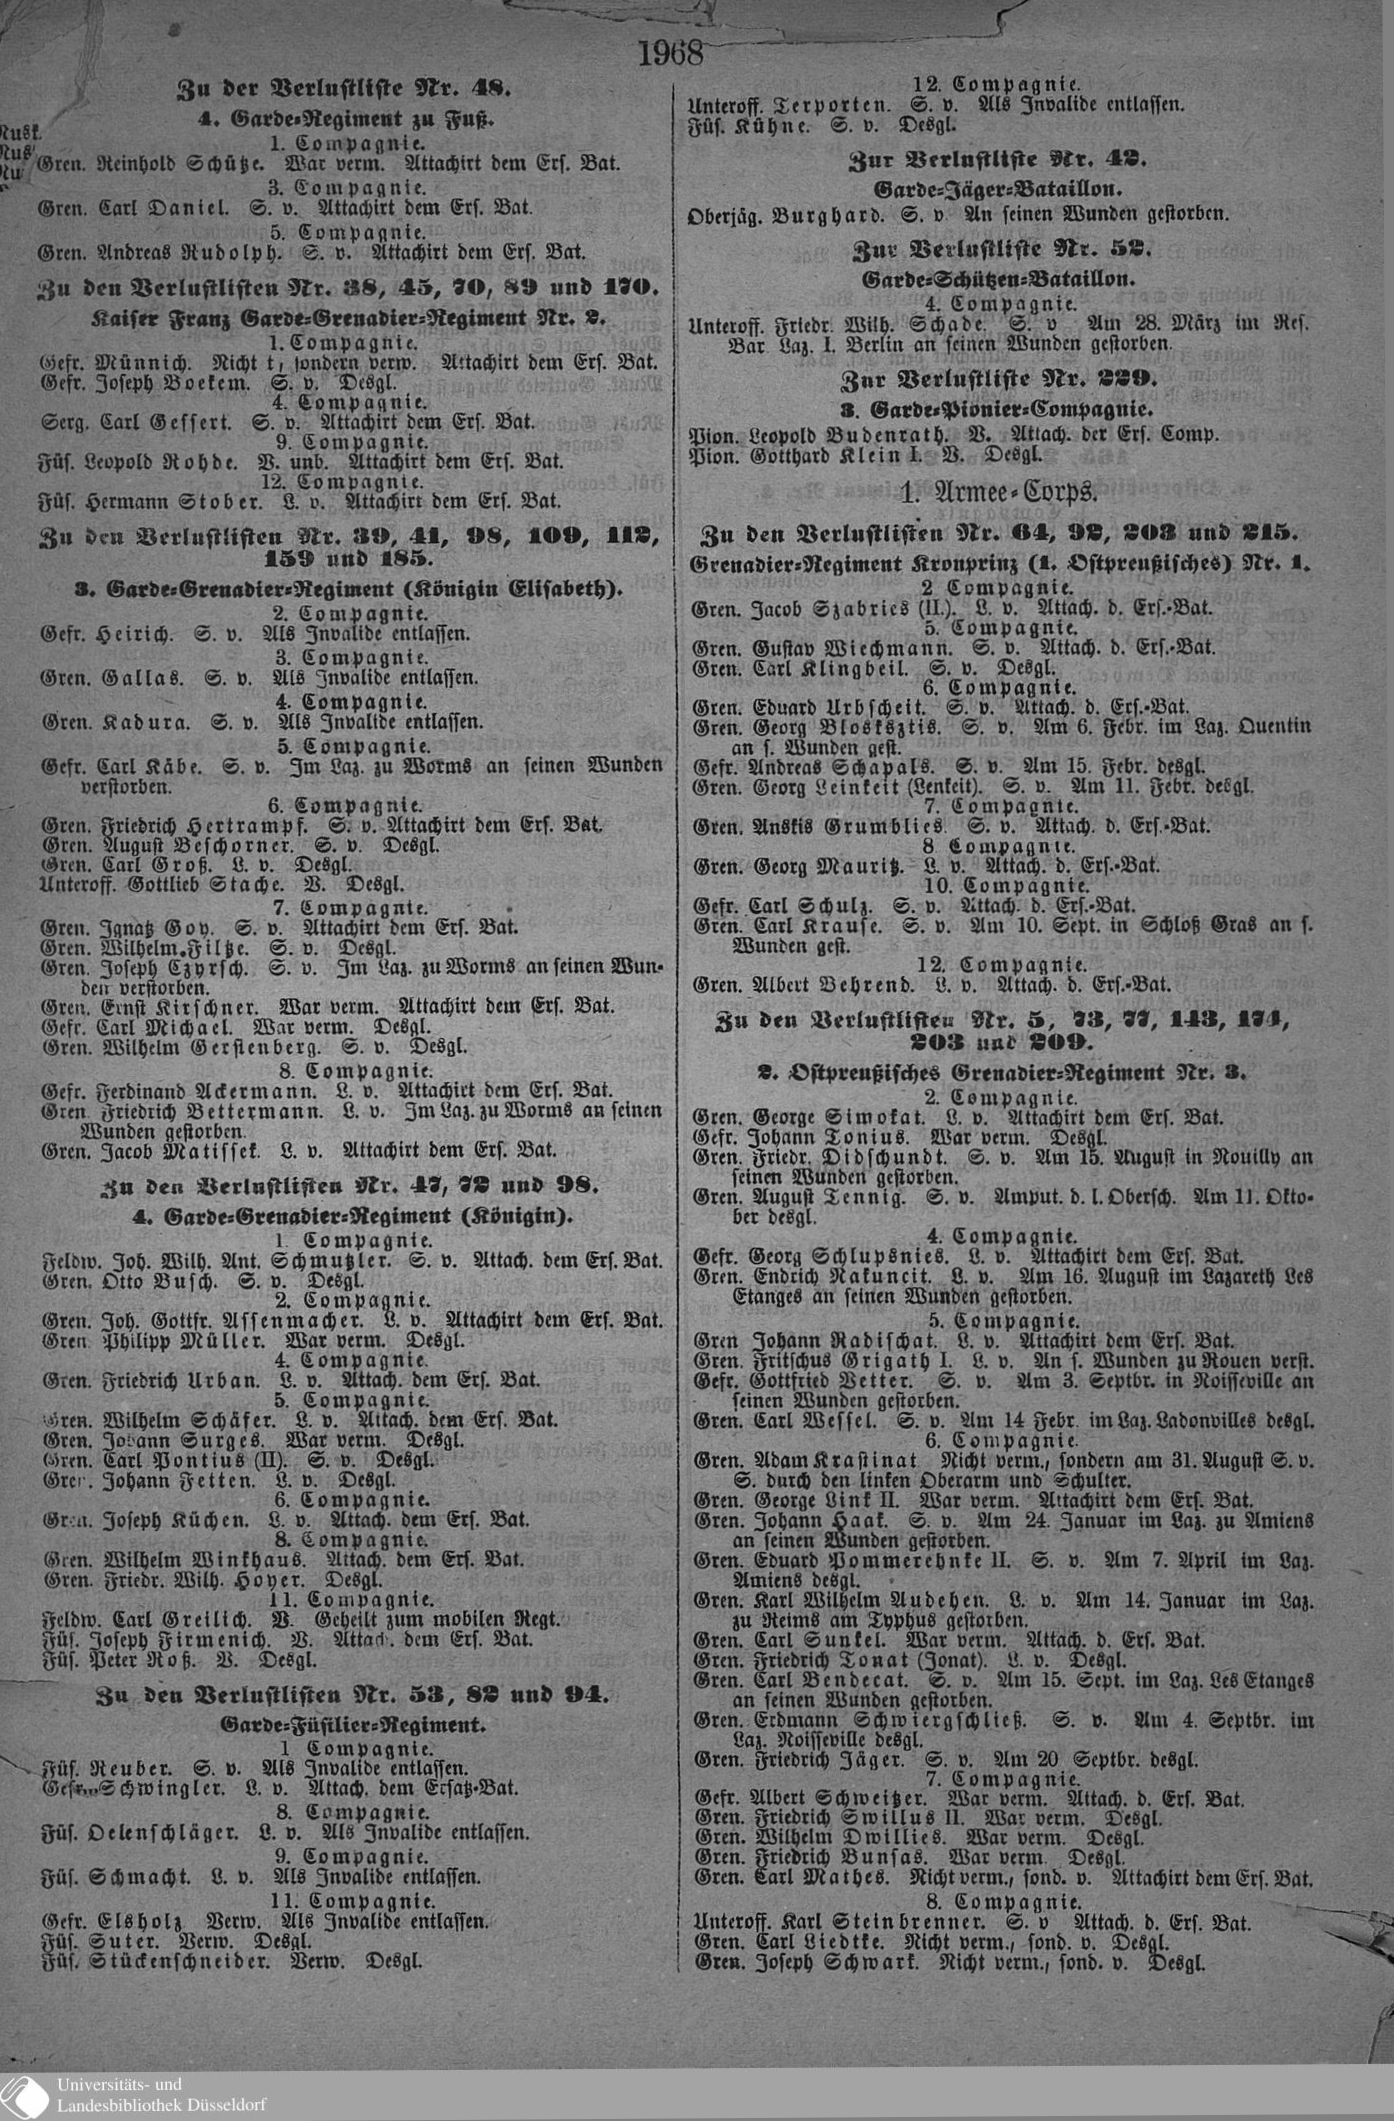 1968
Zu der Verlustliste Nr. 48.
4. Garde-Regiment zu Fuß.
1. Compagnie.
Gren. Reinhold Schütze. War verm. Attachirt dem Ers. Bat.
3. Compagnie.
Gren. Carl Daniel. S. v. Attachirt dem Ers. Bat.
5. Compagnie.
Gren. Andreas Rudolph. S. v. Attachirt dem Ers. Bat.
Zu den Verlustlisten Nr. 38, 45, 70, 89 und 170.
Kaiser Franz Garde-Grenadier-Regiment Nr. 2.
1. Compagnie.
Gefr. Münnich. Nicht t, sondern verw. Attachirt dem Ers. Bat.
Gefr. Joseph Boekem. S. v. Desgl.
4. Compagnie.
Serg. Carl Geffert. S. v. Attachirt dem Ers. Bat.
9. Compagnie.
Füs. Leopold Rohde. V. unb. Attachirt dem Ers. Bat.
12. Compagnie.
Füs. Hermann Stober. L. v. Attachirt dem Ers. Bat.
Zu den Verlustlisten Nr. 39, 41, 98, 109, 112,
159 und 185.
3. Garde-Grenadier-Regiment (Königin Elisabeth).
2. Compagnie.
Gefr. Heirich. S. v. Als Invalide entlassen.
3. Compagnie.
Gren. Gallas. S. v. Als Invalide entlassen.
4. Compagnie.
Gren. Kadura. S. v. Als Invalide entlassen.
5. Compagnie.
Gefr. Carl Käbe. S. v. Im Laz. zu Worms an seinen Wunden
verstorben.
6. Compagnie.
Gren. Friedrich Hertrampf. S. v. Attachirt dem Ers. Bat.
Gren. August Beschorner. S. v. Desgl.
Gren. Carl Groß. L. v. Desgl.
Unteroff. Gottlieb Stache. V. Desgl.
7. Compagnie.
Gren. Ignatz Goy. S. v. Attachirt dem Ers. Bat.
Gren. Wilhelm Filtze. S. v. Desgl.
Gren. Joseph Czyrsch. S. v. Im Laz. zu Worms an seinen Wun-
den verstorben.
Gren. Ernst Kirschner. War verm. Attachirt dem Ers. Bat.
Gefr. Carl Michael. War verm. Desgl.
Gren. Wilhelm Gerstenberg. S. v. Desgl.
8. Compagnie.
Gefr. Ferdinand Ackermann. L. v. Attachirt dem Ers. Bat.
Gren. Friedrich Bettermann. L. v. Im Laz. zu Worms an seinen
Wunden gestorben.
Gren. Jacob Matissek. L. v. Attachirt dem Ers. Bat.
Zu den Verlustlisten Nr. 47, 72 und 98.
4. Garde-Grenadier-Regiment (Königin).
1. Compagnie.
Feldw. Joh. Wilh. Ant. Schmutzler. S. v. Attach. dem Ers. Bat.
Gren. Otto Busch. S. v. Desgl.
2. Compagnie.
Gren. Joh. Gottfr. Assenmacher. L. v. Attachirt dem Ers. Bat.
Gren. Philipp Müller. War verm. Desgl.
4. Compagnie.
Gren. Friedrich Urban. L. v. Attach. dem Ers. Bat.
5. Compagnie.
Gren. Wilhelm Schäfer. L. v. Attach. dem Ers. Bat.
Gren. Johann Surges. War verm. Desgl.
Gren. Carl Pontius (II). S. v. Desgl.
Gren. Johann Fetten. L. v. Desgl.
6. Compagnie.
Gren. Joseph Küchen. L. v. Attach. dem Ers. Bat.
8. Compagnie.
Gren. Wilhelm Winkhaus. Attach. dem Ers. Bat.
Gren. Friedr. Wilh. Hoyer. Desgl.
11. Compagnie.
Feldw. Carl Greilich. V. Geheilt zum mobilen Regt.
Füs. Joseph Firmenich. V. Attach. dem Ers. Bat.
Füs. Peter Roß. V. Desgl.
Zu den Verlustlisten Nr. 53, 82 und 94.
Garde-Füsilier-Regiment.
1 Compagnie.
Füs. Reuber. S. v. Als Invalide entlassen.
Gefr. Schwingler. L. v. Attach. dem Ersatz-Bat.
8. Compagnie.
Füs. Oelenschläger. L. v. Als Invalide entlassen.
9. Compagnie.
Füs. Schmacht. L. v. Als Invalide entlassen.
11. Compagnie.
Gefr. Elsholz Verw. Als Invalide entlassen.
Füs. Suter. Verw. Desgl.
Füs. Stückenschneider. Verw. Desgl.
12. Compagnie.
Unteroff. Terporten. S. v. Als Invalide entlassen.
Füs. Kühne. S. v. Desgl.
Zur Verlustliste Nr. 42.
Garde-Jäger-Bataillon.
Oberjäg. Burghard. S. v. An seinen Wunden gestorben.
Zur Verlustliste Nr. 52.
Garde-Schützen-Bataillon.
4. Compagnie.
Unteroff. Friedr. Wilh. Schade. S. v Am 28. März im Res.
Bar. Laz. I. Berlin an seinen Wunden gestorben.
Zur Verlustliste Nr. 229.
3. Garde-Pionier-Compagnie.
Pion. Leopold Budenrath. V. Attach. der Ers. Comp.
Pion. Gotthard Klein I. V. Desgl.
1. Armee-Corps.
Zu den Verlustlisten Nr. 64, 92, 203 und 215.
Grenadier-Regiment Kronprinz (1. Ostpreußisches) Nr. 1.
2 Compagnie.
Gren. Jacob Szabries (II.). L. v. Attach. d. Ers.-Bat.
5. Compagnie.
Gren. Gustav Wiechmann. S. v. Attach. d. Ers.-Bat.
Gren. Carl Klingbeil. S. v. Desgl.
6. Compagnie.
Gren. Eduard Urbscheit. S. v. Attach. d. Ers.-Bat.
Gren. Georg Bloskszties. S. v. Am 6. Febr. im Laz. Quentin
an s. Wunden gest.
Gefr. Andreas Schapals. S. v. Am 15. Febr. desgl.
Gren. Georg Leinkeit (Lenkeit). S. v. Am 11. Febr. desgl.
7. Compagnie.
Gren. Anskis Grumblies. S. v. Attach. d. Ers.-Bat.
8 Compagnie.
Gren. Georg Mauritz. L. v. Attach. d. Ers.-Bat.
10. Compagnie.
Gefr. Carl Schulz. S. v. Attach. d. Ers.-Bat.
Gren. Carl Krause. S. v. Am 10. Sept. in Schloß Gras an s.
Wunden gest.
12. Compagnie.
Gren. Albert Behrend. L. v. Attach. d. Ers.-Bat.
Zu den Verlustlisten Nr. 5, 73, 77, 143, 174,
203 und 209.
2. Ostpreußisches Grenadier-Regiment Nr. 3.
2. Compagnie.
Gren. George Simokat. L. v. Attachirt dem Ers. Bat.
Gefr. Johann Tonius. War verm. Desgl.
Gren. Friedr. Didschundt. S. v. Am 15. August in Nouilly an
seinen Wunden gestorben.
Gren. August Tennig. S. v. Amput. d. l. Obersch. Am 11. Okto-
ber desgl.
4. Compagnie.
Gefr. Georg Schlupsnies. L. v. Attachirt dem Ers. Bat.
Gren. Endrich Nakuncit. L. v. Am 16. August im Lazareth Les
Etanges an seinen Wunden gestorben.
5. Compagnie.
Gren Johann Radischat. L. v. Attachirt dem Ers. Bat.
Gren. Fritschus Grigath I. L. v. An s. Wunden zu Rouen verst.
Gefr. Gottfried Vetter. S. v. Am 3. Septbr. in Noisseville an
seinen Wunden gestorben.
Gren. Carl Wessel. S. v. Am 14 Febr. im Laz. Ladonvilles desgl.
6. Compagnie.
Gren. Adam Krastinat Nicht verm., sondern am 31. August S. v.
S. durch den linken Oberarm und Schulter.
Gren. George Link II. War verm. Attachirt dem Ers. Bat.
Gren. Johann Haak. S. v. Am 24. Januar im Laz. zu Amiens
an seinen Wunden gestorben.
Gren. Eduard Pommerehnke II. S. v. Am 7. April im Laz.
Amiens desgl.
Gren. Karl Wilhelm Audehen. L. v. Am 14. Januar im Laz.
zu Reims am Typhus gestorben.
Gren. Carl Sunkel. War verm. Attach. d. Ers. Bat.
Gren. Friedrich Tonat (Jonat). L. v. Desgl.
Gren. Carl Bendecat. S. v. Am 15. Sept. im Laz. Les Etanges
an seinen Wunden gestorben.
Gren. Erdmann Schwiergschließ. S. v. Am 4. Septbr. im
Laz. Noisseville desgl.
Gren. Friedrich Jäger. S. v. Am 20 Septbr. desgl.
7. Compagnie.
Gefr. Albert Schweitzer. War verm. Attach. d. Ers. Bat.
Gren. Friedrich Swillus II. War verm. Desgl.
Gren. Wilhelm Dwillies. War verm. Desgl.
Gren. Friedrich Bunsas. War verm. Desgl.
Gren. Carl Mathes. Nicht verm., sond. v. Attachirt dem Ers. Bat.
8. Compagnie.
Unteroff. Karl Steinbrenner. S. v Attach. d. Ers. Bat.
Gren. Carl Liedtke. Nicht verm., sond. v. Desgl.
Gren. Joseph Schwark. Nicht verm., sond. v. Desgl.
Universitäts- und
Landesbibliothek Düsseldorf